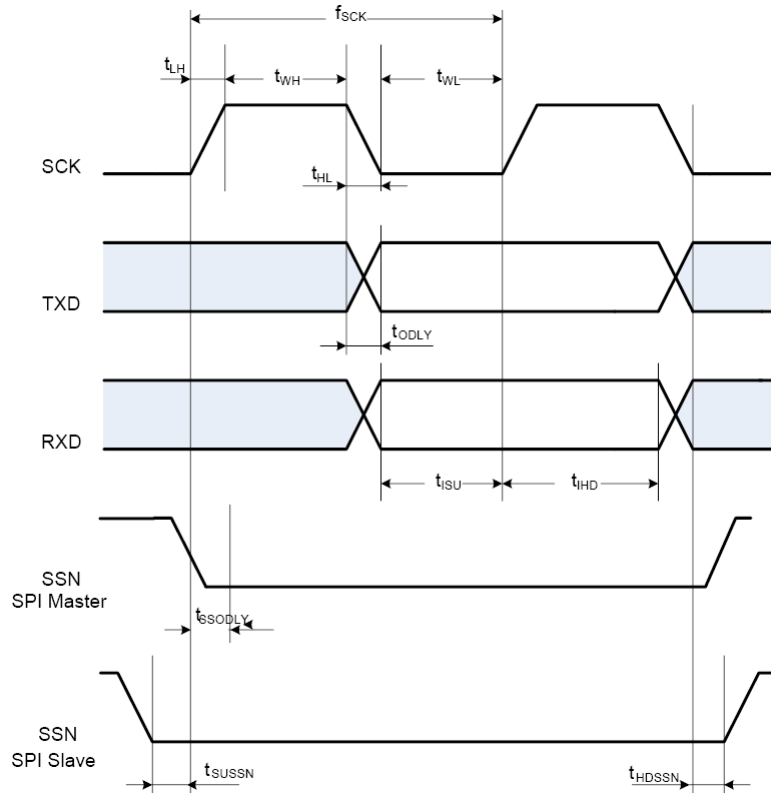 fSCK
tLH
tWH
tWL
SCK
tHL
TXD
tODLY
RXD
tISU
tIHD
SSN
SPI Master
tSSODLY
SSN
SPI Slave
tSUSSN
tHDSSN